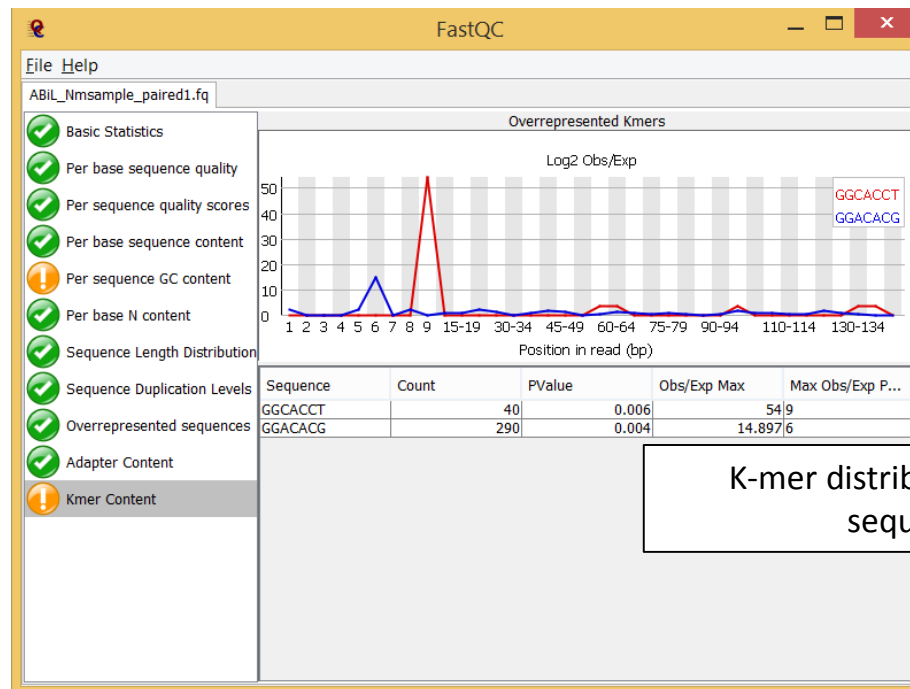 FastQC
File Help
ABiL_Nmsample_paired1.fq
Basic Statistics
Per base sequence quality
Per sequence quality scores
Per base sequence content
Per sequence GC content
Per base N content
Sequence Length Distribution
Sequence Duplication Levels
Overrepresented sequences
Adapter Content
Kmer Content
Overrepresented Kmers
Log2 Obs/Exp
50
40
30
20
10
0
GGCACCT
GGACACG
1 2 3 4 5 6 7 8 9 15-19 30-34 45-49 60-64 75-79 90-94 110-114 130-134
Position in read (bp)
Sequence Count PValue Obs/Exp Max Max Obs/Exp P...
GGCACCT 40 0.006 54 9
GGACACG 290 0.004 14.897 6
K-mer distrib
sequ